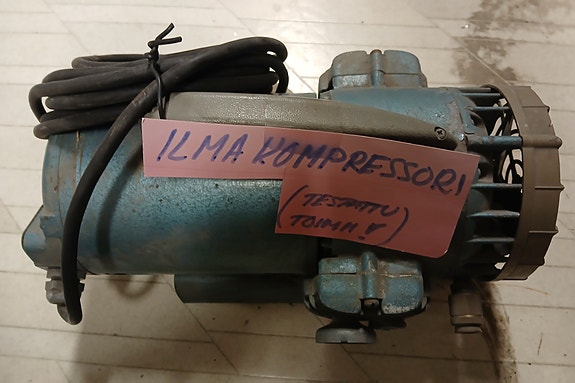 ILMA KOMPRESSORI
(TESTATTU
TOIMII.!)